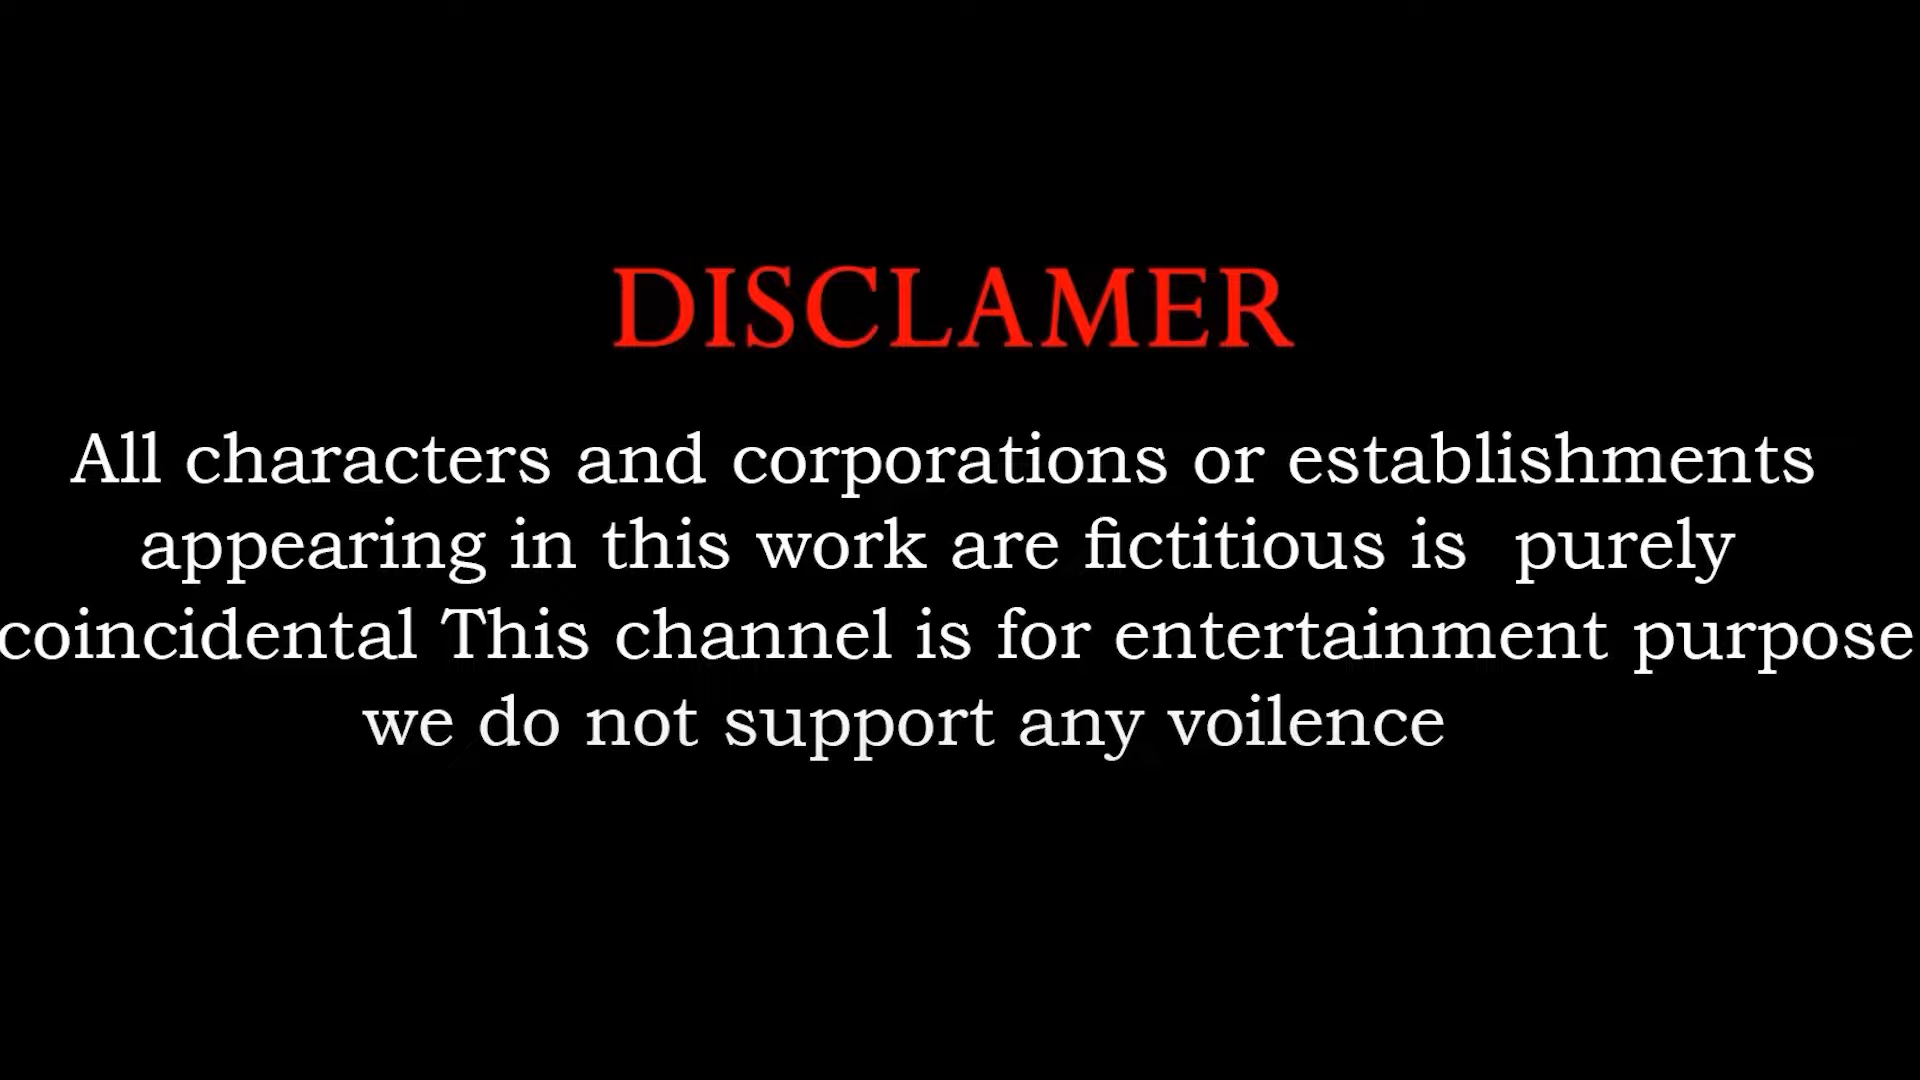 DISCLAMER
All characters and corporations or establishments
appearing in this work are fictitious is  purely
coincidental This channel is for entertainment purpose
we do not support any voilence